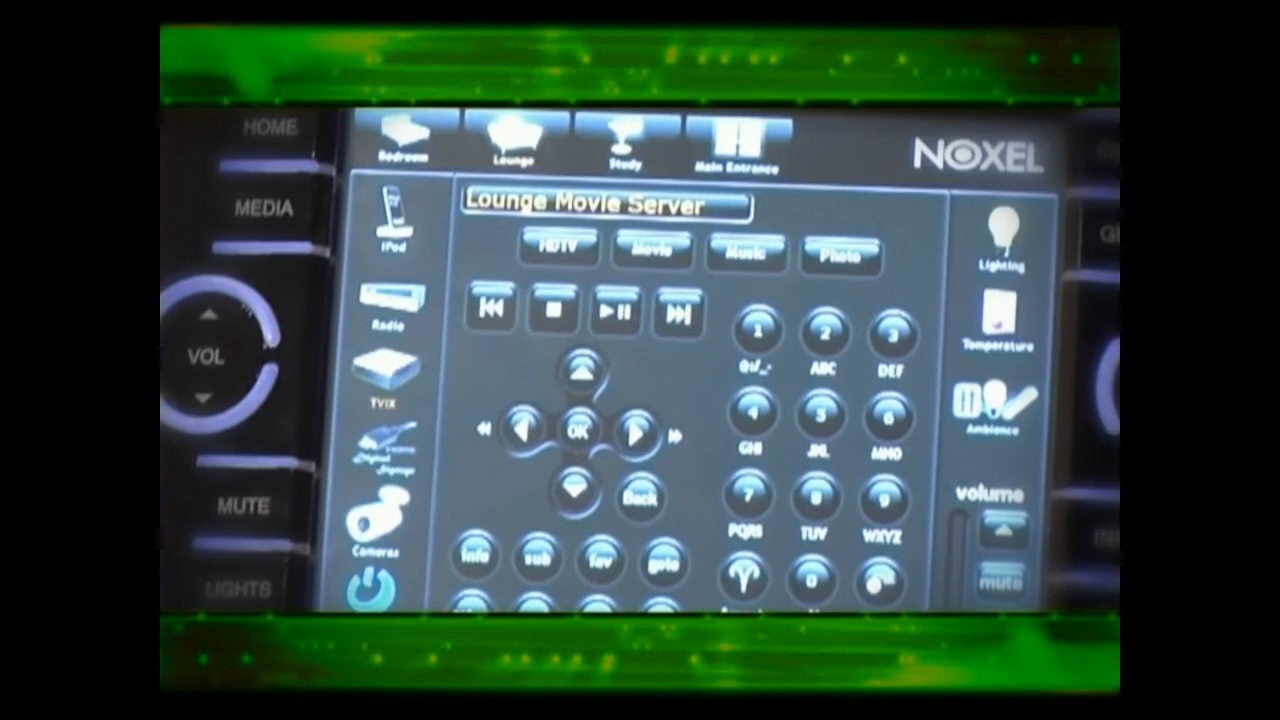 HOME
MEDIA
VOL
MUTE
LIGHTS
Bedroom
Lounge
Study
Main Entrance
NOXEL
iPod
Radio
TViX
Digital
Cameras
Lounge Movie Server
HDTV
Movie
Music
Photo
1
2
3
ABC
DEF
4
5
6
GHI
JKL
MNO
7
8
9
PQRS
TUV
WXYZ
0
OK
Back
info
sub
fav
goto
Lighting
Temperature
Ambience
volume
mute